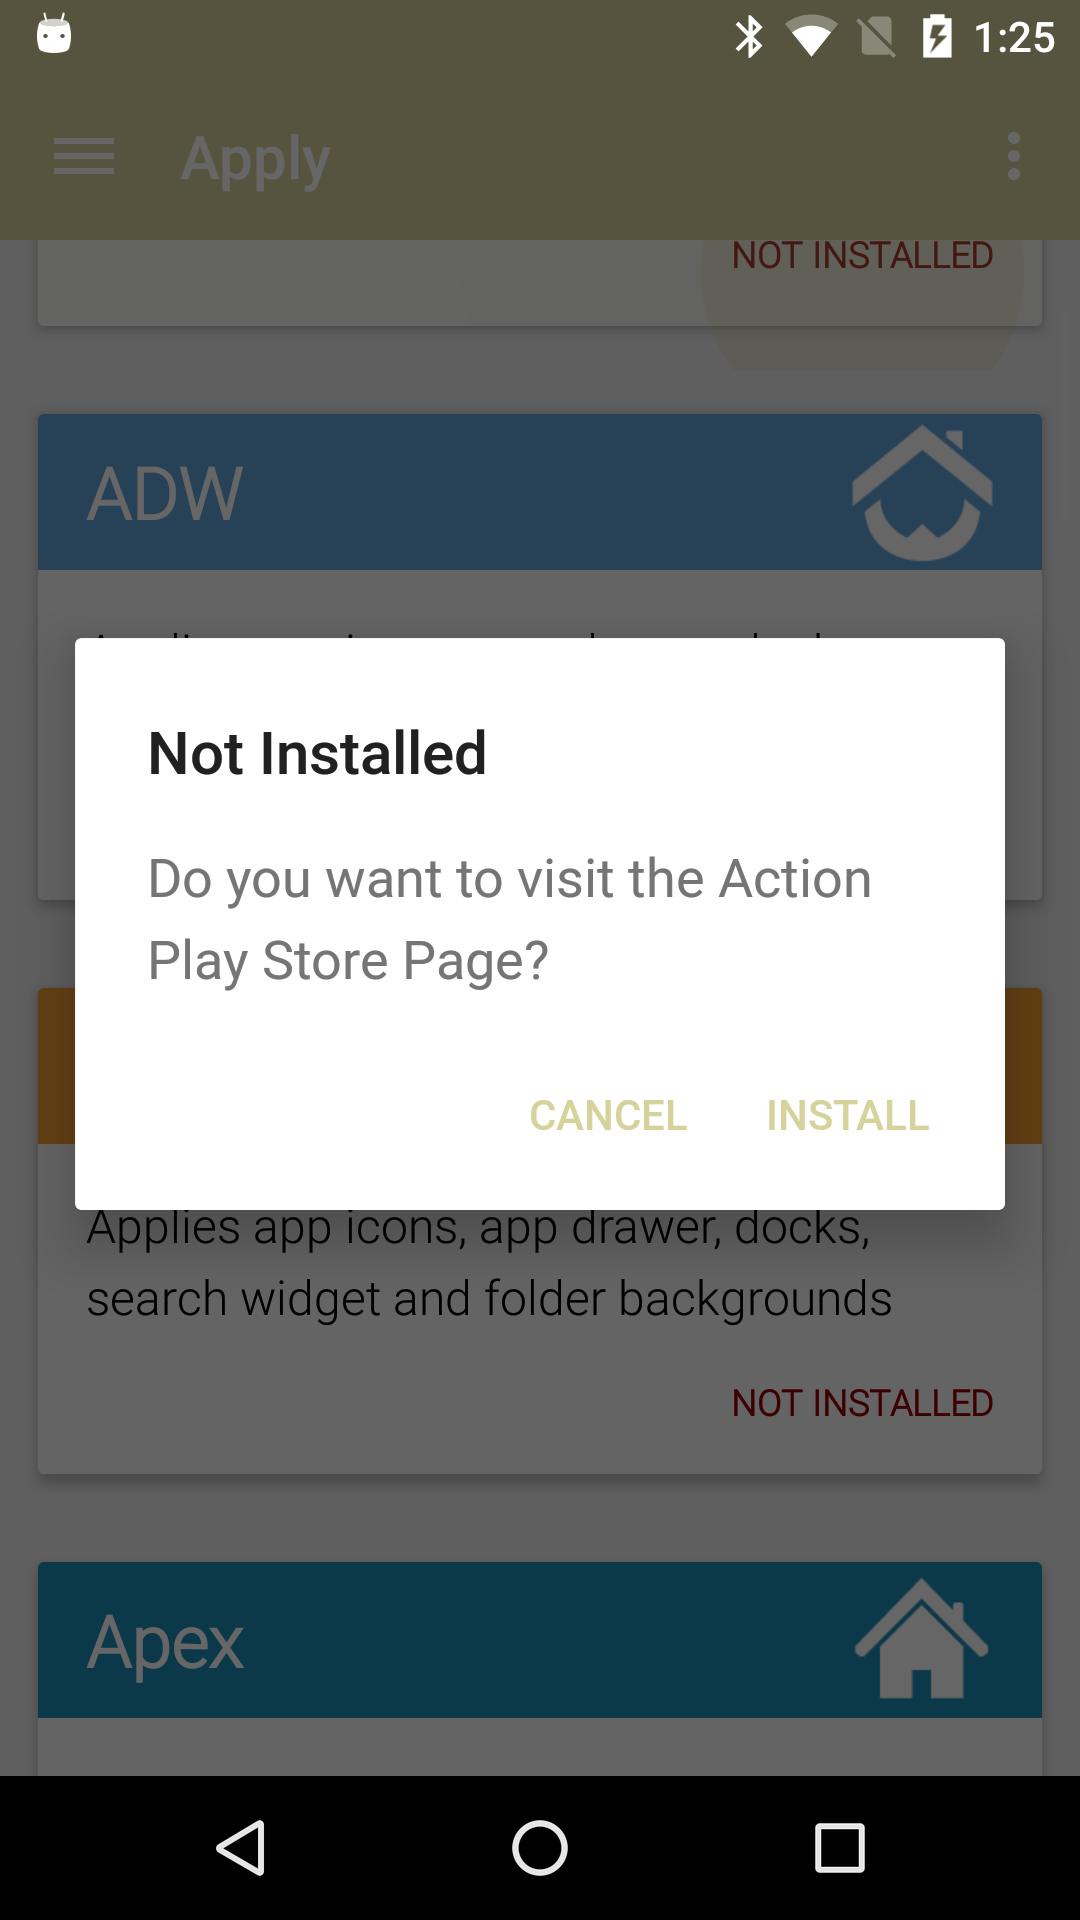 1:25
Apply
NOT INSTALLED
ADW
Not Installed
Do you want to visit the Action
Play Store Page?
CANCEL INSTALL
Applies app icons, app drawer, docks,
search widget and folder backgrounds
NOT INSTALLED
Apex